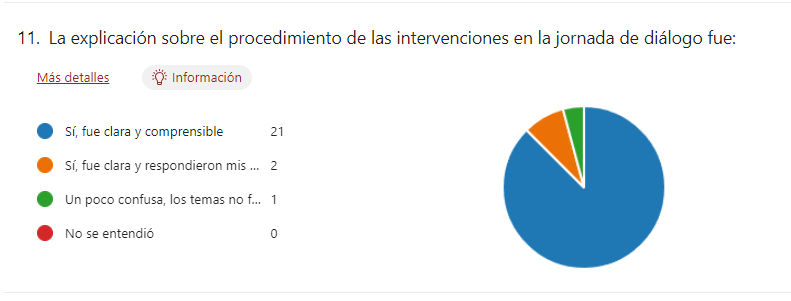 11. La explicación sobre el procedimiento de las intervenciones en la jornada de diálogo fue:
Más detalles
Información
Sí, fue clara y comprensible 21
Sí, fue clara y respondieron mis ... 2
Un poco confusa, los temas no f... 1
No se entendió 0